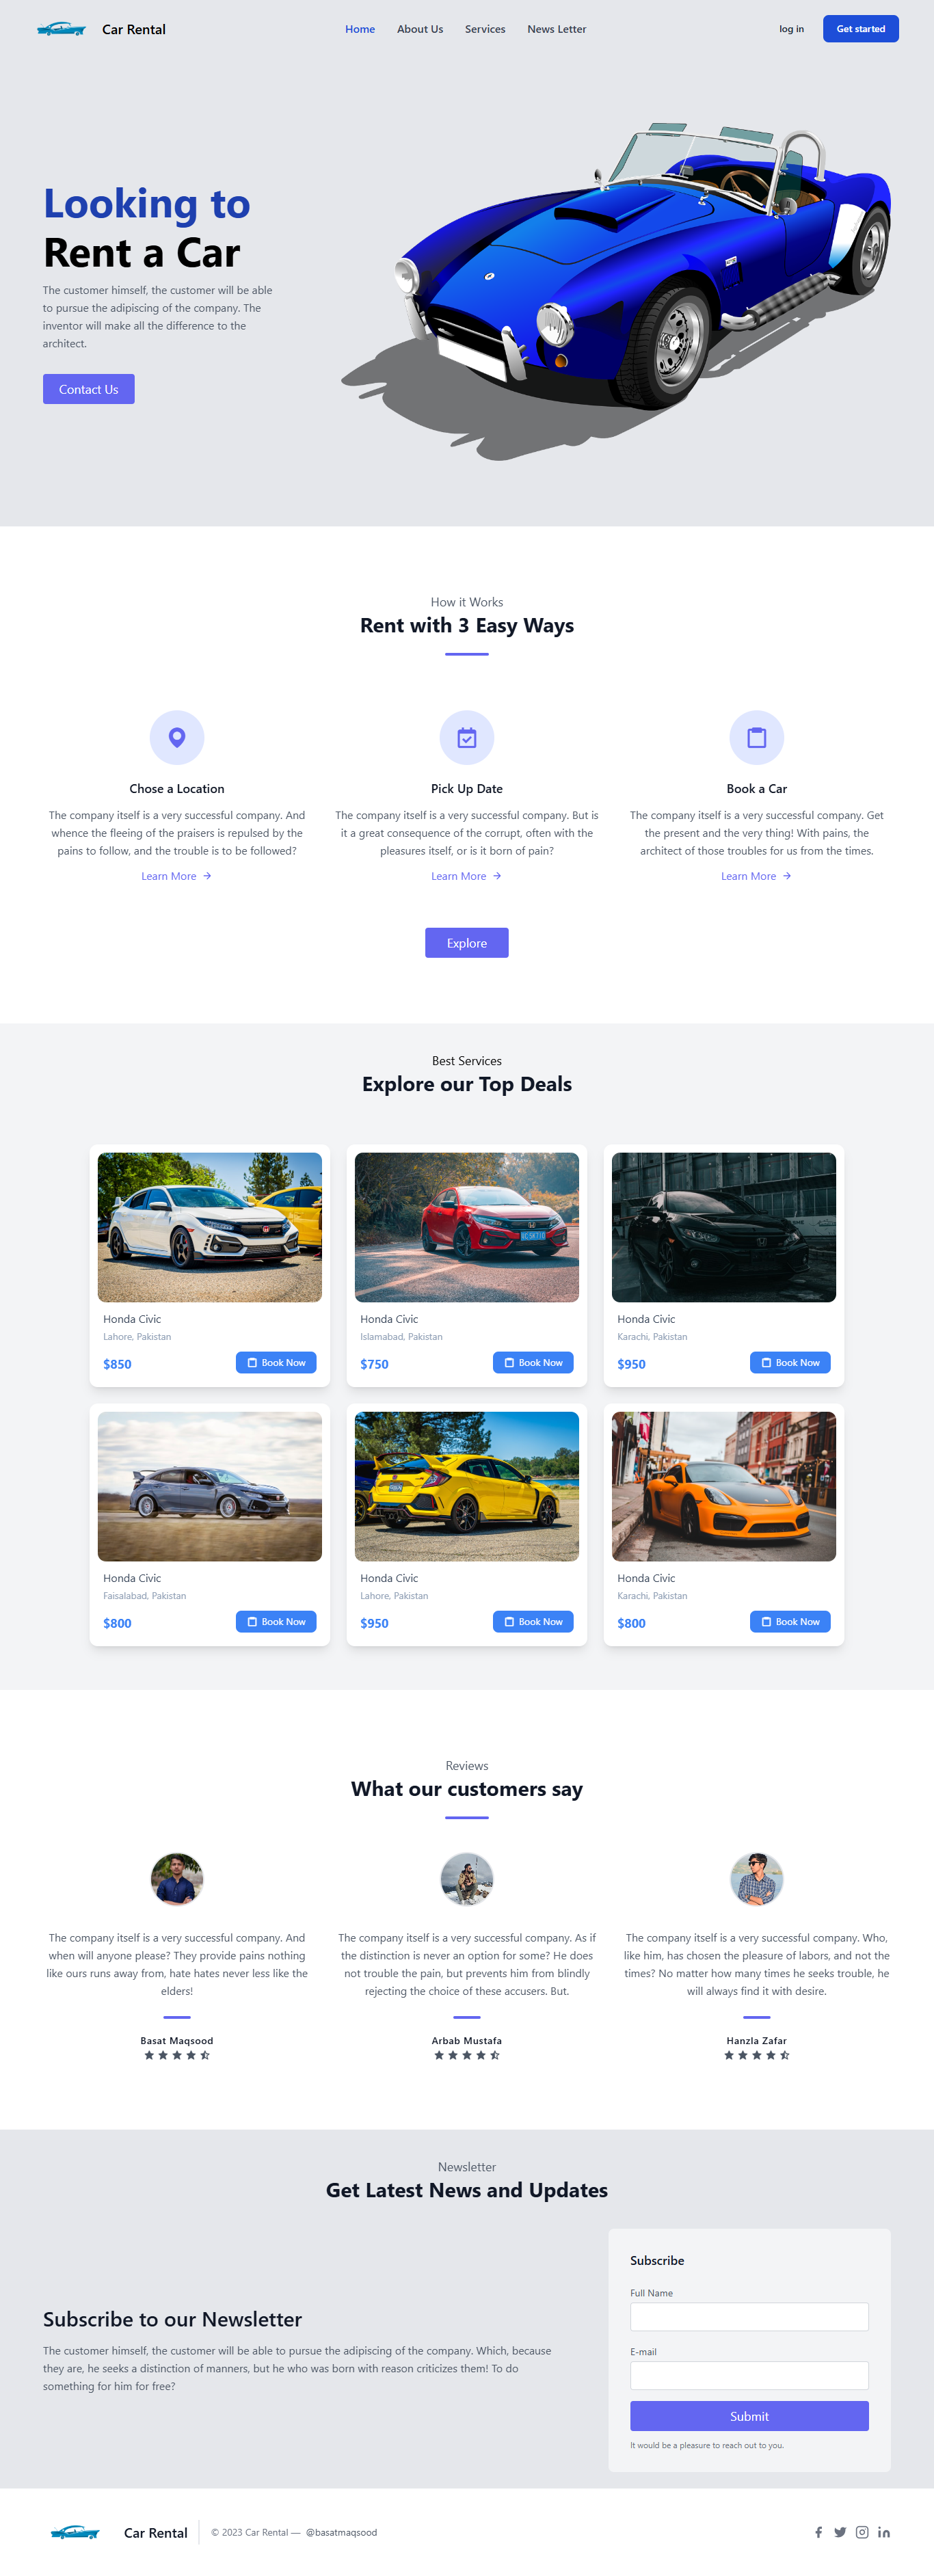 Car Rental
Home
About Us
Services
News Letter
log in
Get started
Looking to
Rent a Car
The customer himself, the customer will be able
to pursue the adipiscing of the company. The
inventor will make all the difference to the
architect.
Contact Us
How it Works
Rent with 3 Easy Ways
Chose a Location
The company itself is a very successful company. And
whence the fleeing of the praisers is repulsed by the
pains to follow, and the trouble is to be followed?
Learn More
Pick Up Date
The company itself is a very successful company. But is
it a great consequence of the corrupt, often with the
pleasures itself, or is it born of pain?
Learn More
Book a Car
The company itself is a very successful company. Get
the present and the very thing! With pains, the
architect of those troubles for us from the times.
Learn More
Explore
Best Services
Explore our Top Deals
Honda Civic
Lahore, Pakistan
$850
Book Now
Honda Civic
Islamabad, Pakistan
$750
Book Now
Honda Civic
Karachi, Pakistan
$950
Book Now
Honda Civic
Faisalabad, Pakistan
$800
Book Now
Honda Civic
Lahore, Pakistan
$950
Book Now
Honda Civic
Karachi, Pakistan
$800
Book Now
Reviews
What our customers say
The company itself is a very successful company. And
when will anyone please? They provide pains nothing
like ours runs away from, hate hates never less like the
elders!
Basat Maqsood
The company itself is a very successful company. As if
the distinction is never an option for some? He does
not trouble the pain, but prevents him from blindly
rejecting the choice of these accusers. But.
Arbab Mustafa
The company itself is a very successful company. Who,
like him, has chosen the pleasure of labors, and not the
times? No matter how many times he seeks trouble, he
will always find it with desire.
Hanzla Zafar
Newsletter
Get Latest News and Updates
Subscribe to our Newsletter
The customer himself, the customer will be able to pursue the adipiscing of the company. Which, because
they are, he seeks a distinction of manners, but he who was born with reason criticizes them! To do
something for him for free?
Subscribe
Full Name
E-mail
Submit
It would be a pleasure to reach out to you.
Car Rental
© 2023 Car Rental — @basatmaqsood